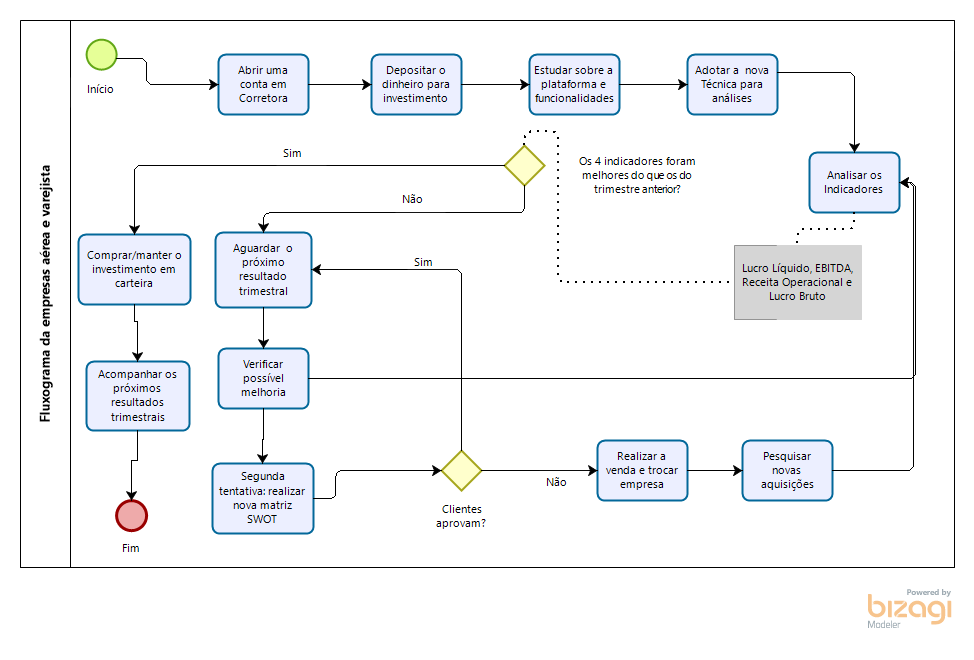 Fluxograma da empresas aérea e varejista
Início
Abrir uma
conta em
Corretora
Depositar o
dinheiro para
investimento
Estudar sobre a
plataforma e
funcionalidades
Adotar a nova
Técnica para
análises
Analisar os
Indicadores
Os 4 indicadores foram
melhores do que os do
trimestre anterior?
Sim
Não
Lucro Líquido, EBITDA,
Receita Operacional e
Lucro Bruto
Comprar/manter o
investimento em
carteira
Aguardar o
próximo
resultado
trimestral
Sim
Acompanhar os
próximos
resultados
trimestrais
Verificar
possível
melhoria
Segunda
tentativa: realizar
nova matriz
SWOT
Clientes
aprovam?
Não
Realizar a
venda e trocar
empresa
Pesquisar
novas
aquisições
Fim
Powered by
bizagi
Modeler